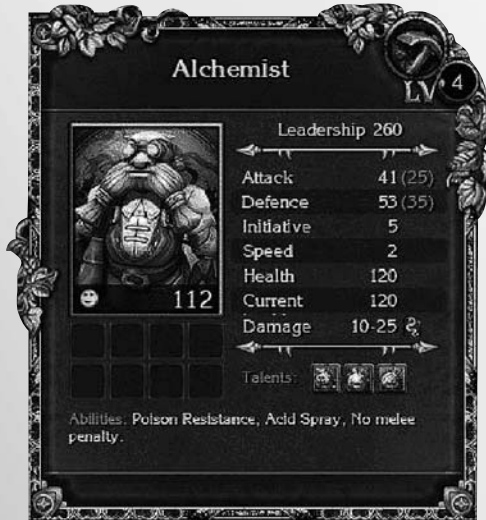 Alchemist
LV 4
Leadership 260
Attack 41 (25)
Defence 53 (35)
Initiative 5
Speed 2
Health 120
Current 120
Damage 10-25
112
Talents:
Abilities: Poison Resistance, Acid Spray, No melee
penalty.